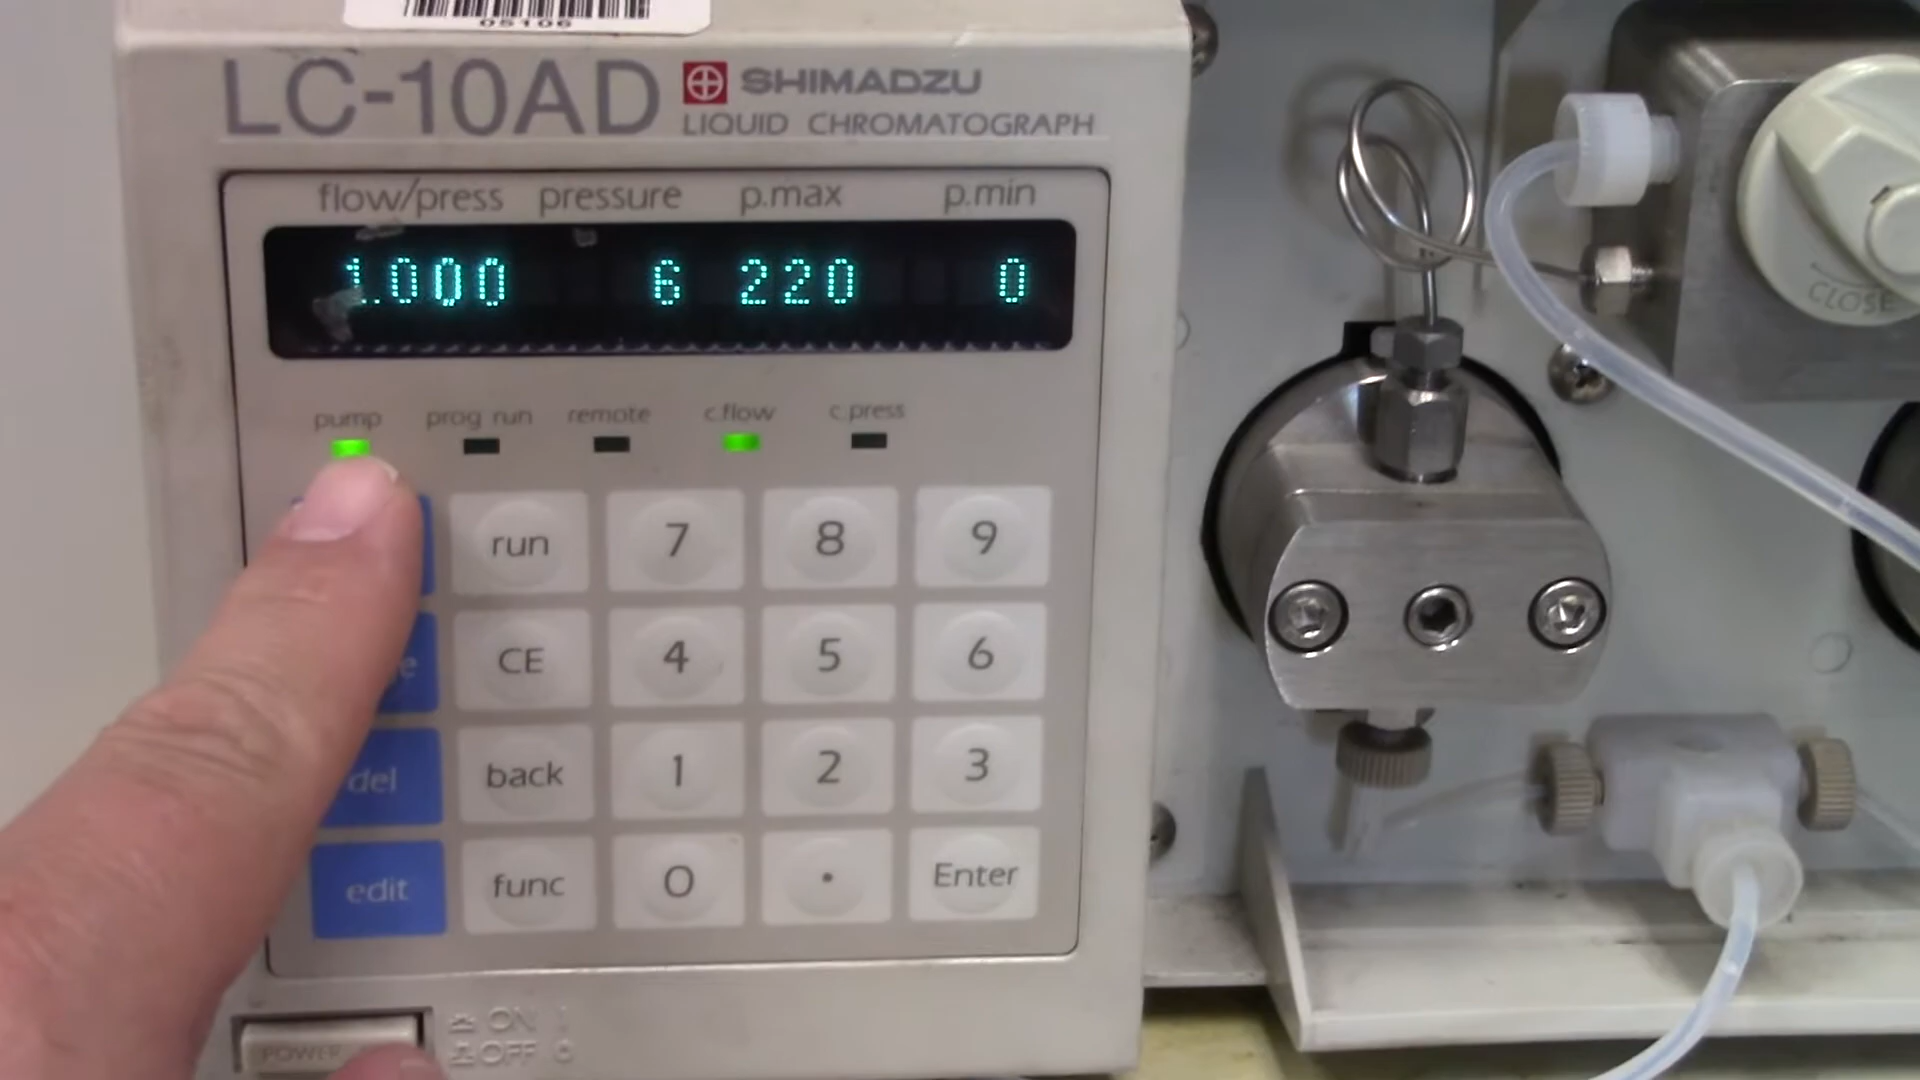 05106
LC-10AD SHIMADZU
LIQUID CHROMATOGRAPH
flow/press pressure p.max p.min
1.000 6 220 0
pump prog run remote c.flow c.press
run 7 8 9
CE 4 5 6
del back 1 2 3
edit func 0 . Enter
POWER ON
OFF
CLOSE